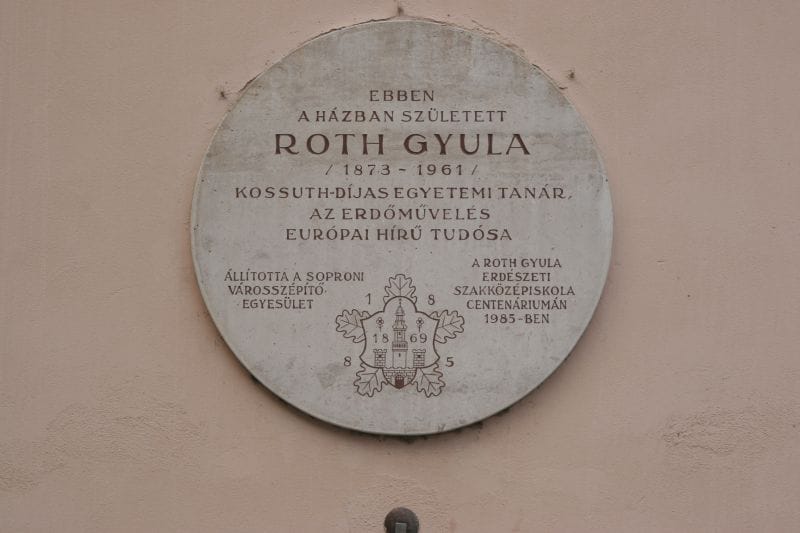 EBBEN
A HÁZBAN SZÜLETETT
ROTH GYULA
/ 1873 - 1961 /
KOSSUTH-DÍJAS EGYETEMI TANÁR,
AZ ERDŐMŰVELÉS
EURÓPAI HÍRŰ TUDÓSA
ÁLLÍTOTTA A SOPRONI
VÁROSSZÉPÍTŐ
EGYESÜLET
A ROTH GYULA
ERDÉSZETI
SZAKKÖZÉPISKOLA
CENTENÁRIUMÁN
1985-BEN
1 8
18 69
8 5